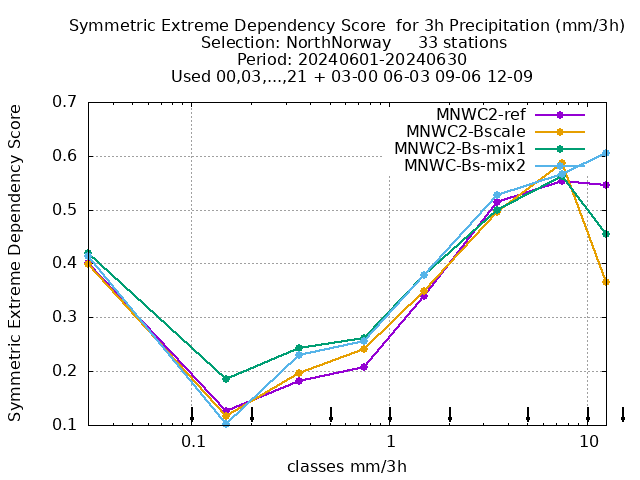 Symmetric Extreme Dependency Score  for 3h Precipitation (mm/3h)
Selection: NorthNorway     33 stations
Period: 20240601-20240630
Used 00,03,...,21 + 03-00 06-03 09-06 12-09
MNWC2-ref
MNWC2-Bscale
MNWC2-Bs-mix1
MNWC-Bs-mix2
Symmetric Extreme Dependency Score
0.7
0.6
0.5
0.4
0.3
0.2
0.1
0.1 1 10
classes mm/3h